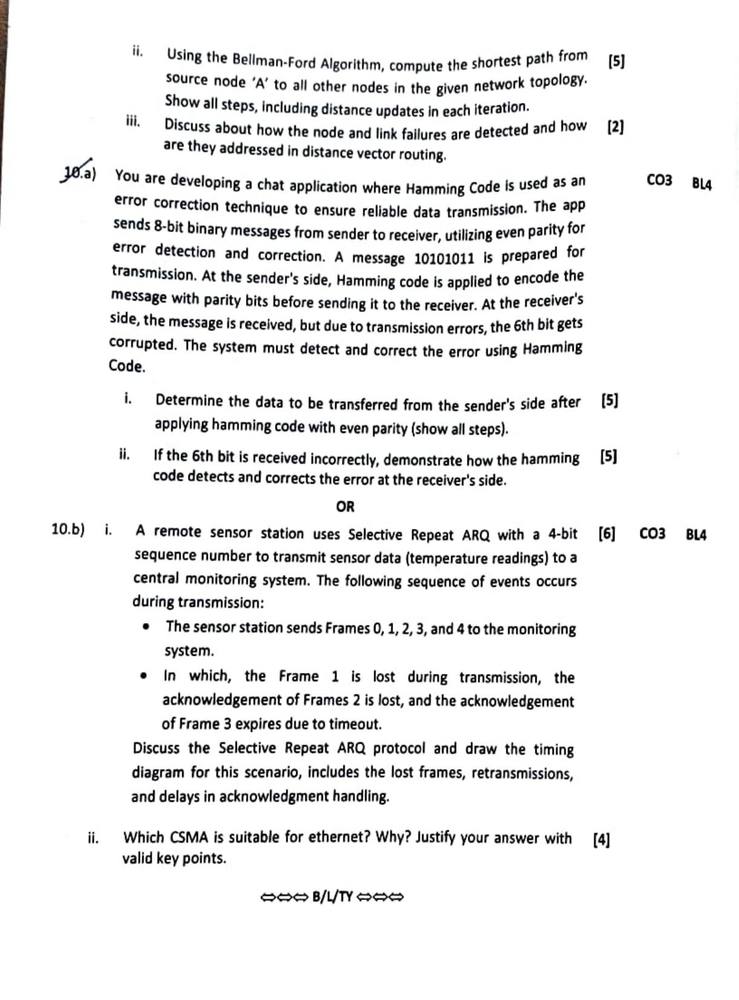 ii. Using the Bellman-Ford Algorithm, compute the shortest path from [5]
source node 'A' to all other nodes in the given network topology.
Show all steps, including distance updates in each iteration.
iii. Discuss about how the node and link failures are detected and how [2]
are they addressed in distance vector routing.
10.a) You are developing a chat application where Hamming Code is used as an CO3 BL4
error correction technique to ensure reliable data transmission. The app
sends 8-bit binary messages from sender to receiver, utilizing even parity for
error detection and correction. A message 10101011 is prepared for
transmission. At the sender's side, Hamming code is applied to encode the
message with parity bits before sending it to the receiver. At the receiver's
side, the message is received, but due to transmission errors, the 6th bit gets
corrupted. The system must detect and correct the error using Hamming
Code.
i. Determine the data to be transferred from the sender's side after [5]
applying hamming code with even parity (show all steps).
ii. If the 6th bit is received incorrectly, demonstrate how the hamming [5]
code detects and corrects the error at the receiver's side.
OR
10.b) i. A remote sensor station uses Selective Repeat ARQ with a 4-bit [6] CO3 BL4
sequence number to transmit sensor data (temperature readings) to a
central monitoring system. The following sequence of events occurs
during transmission:
• The sensor station sends Frames 0, 1, 2, 3, and 4 to the monitoring
system.
• In which, the Frame 1 is lost during transmission, the
acknowledgement of Frames 2 is lost, and the acknowledgement
of Frame 3 expires due to timeout.
Discuss the Selective Repeat ARQ protocol and draw the timing
diagram for this scenario, includes the lost frames, retransmissions,
and delays in acknowledgment handling.
ii. Which CSMA is suitable for ethernet? Why? Justify your answer with [4]
valid key points.
⇔⇔⇔ B/L/TY ⇔⇔⇔